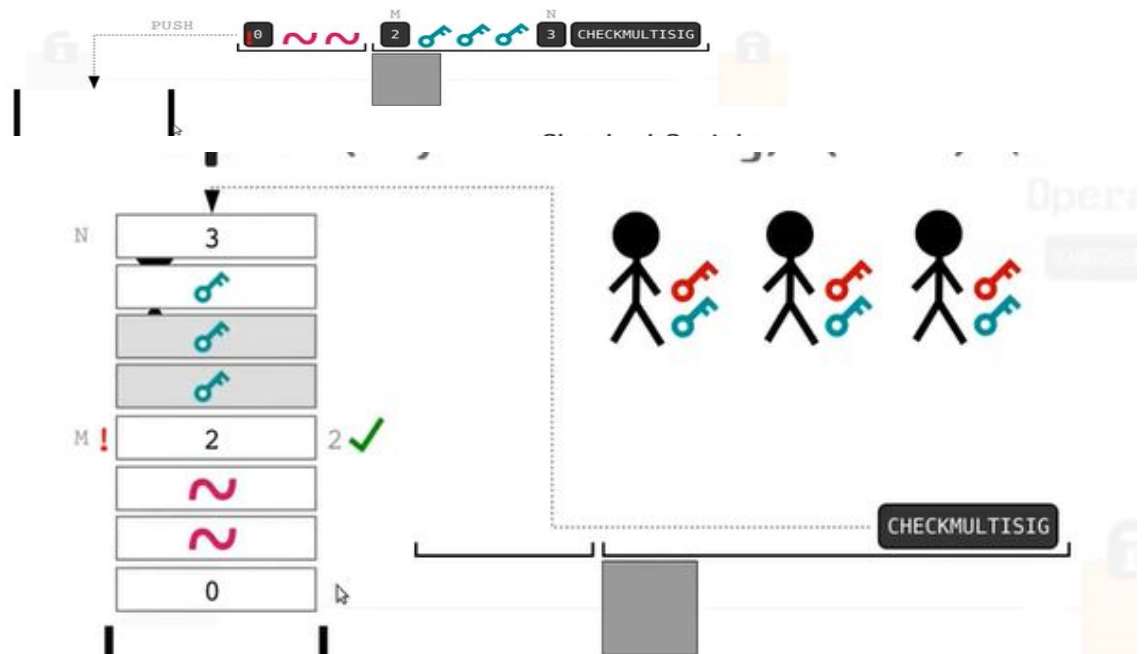 M N
PUSH
!0 2 3 CHECKMULTISIG
N 3
M ! 2 2
CHECKMULTISIG
0